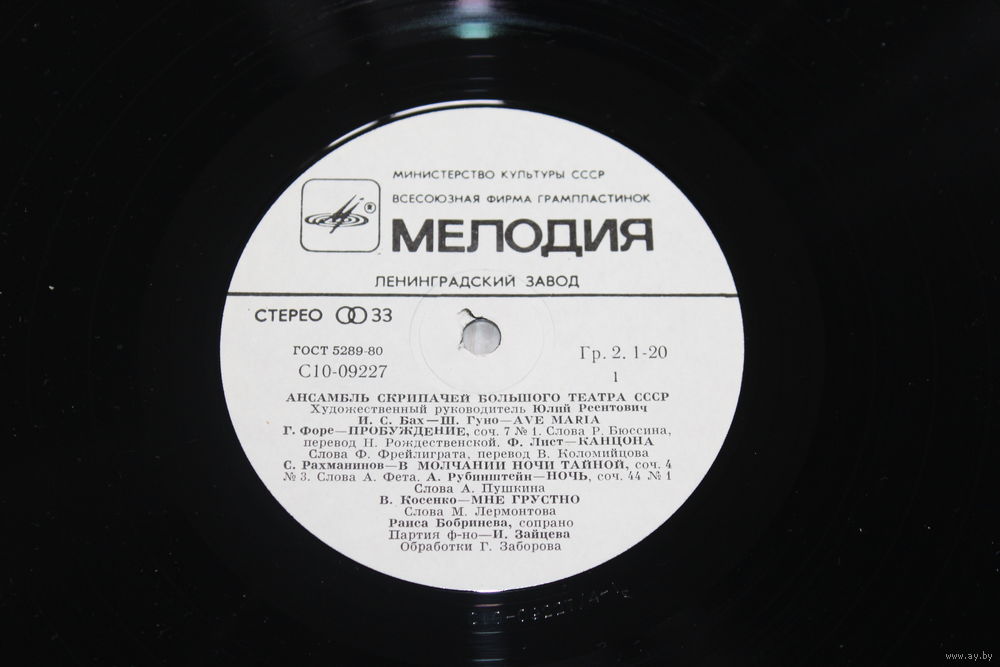 МИНИСТЕРСТВО КУЛЬТУРЫ СССР
ВСЕСОЮЗНАЯ ФИРМА ГРАМПЛАСТИНОК
МЕЛОДИЯ
ЛЕНИНГРАДСКИЙ ЗАВОД
СТЕРЕО 33
ГОСТ 5289-80
Гр. 2. 1-20
С10-09227
1
АНСАМБЛЬ СКРИПАЧЕЙ БОЛЬШОГО ТЕАТРА СССР
Художественный руководитель Юлий Реентович
И. С. Бах—Ш. Гуно—AVE MARIA
Г. Форе—ПРОБУЖДЕНИЕ, соч. 7 № 1. Слова Р. Бюссина,
перевод Н. Рождественской. Ф. Лист—КАНЦОНА
Слова Ф. Фрейлиграта, перевод В. Коломийцова
С. Рахманинов—В МОЛЧАНИИ НОЧИ ТАЙНОЙ, соч. 4
№ 3. Слова А. Фета. А. Рубинштейн—НОЧЬ, соч. 44 № 1
Слова А. Пушкина
В. Косенко—МНЕ ГРУСТНО
Слова М. Лермонтова
Раиса Бобринева, сопрано
Партия ф-но—И. Зайцева
Обработки Г. Заборова
www.ay.by